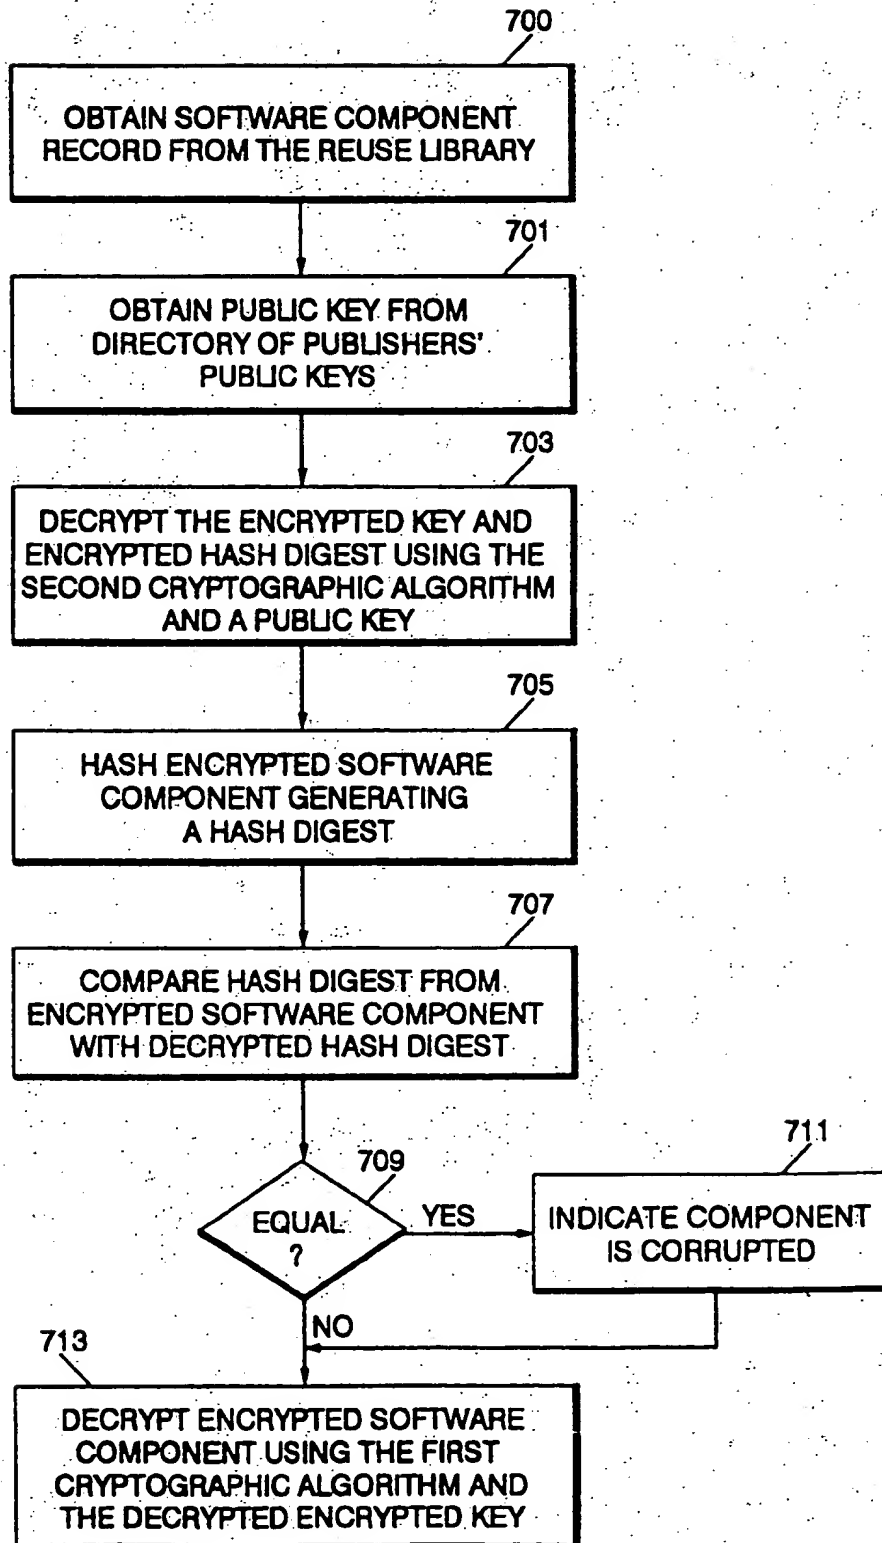 700
OBTAIN SOFTWARE COMPONENT
RECORD FROM THE REUSE LIBRARY
701
OBTAIN PUBLIC KEY FROM
DIRECTORY OF PUBLISHERS'
PUBLIC KEYS
703
DECRYPT THE ENCRYPTED KEY AND
ENCRYPTED HASH DIGEST USING THE
SECOND CRYPTOGRAPHIC ALGORITHM
AND A PUBLIC KEY
705
HASH ENCRYPTED SOFTWARE
COMPONENT GENERATING
A HASH DIGEST
707
COMPARE HASH DIGEST FROM
ENCRYPTED SOFTWARE COMPONENT
WITH DECRYPTED HASH DIGEST
709
EQUAL
?
YES
711
INDICATE COMPONENT
IS CORRUPTED
NO
713
DECRYPT ENCRYPTED SOFTWARE
COMPONENT USING THE FIRST
CRYPTOGRAPHIC ALGORITHM AND
THE DECRYPTED ENCRYPTED KEY